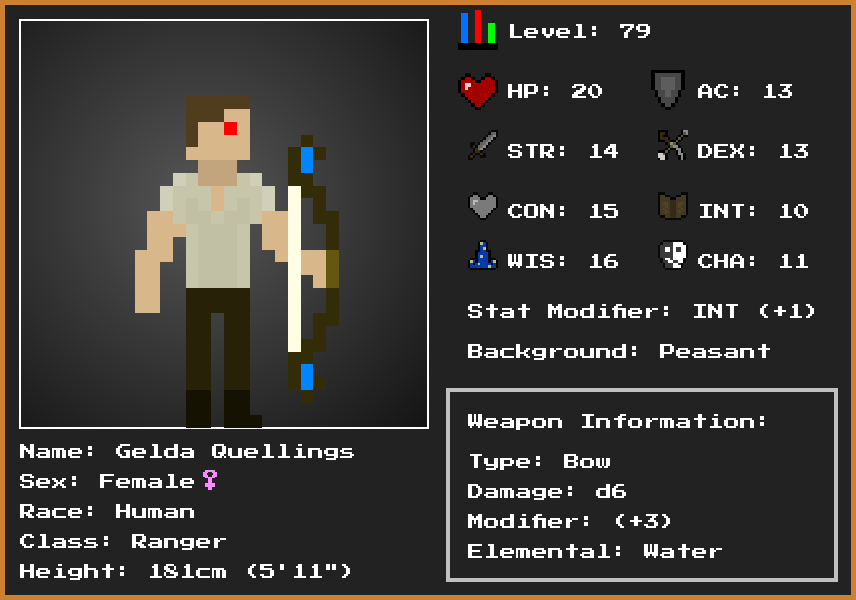 Level: 79
HP: 20 AC: 13
STR: 14 DEX: 13
CON: 15 INT: 10
WIS: 16 CHA: 11
Stat Modifier: INT (+1)
Background: Peasant
Weapon Information:
Type: Bow
Damage: d6
Modifier: (+3)
Elemental: Water
Name: Gelda Quellings
Sex: Female♀
Race: Human
Class: Ranger
Height: 181cm (5'11")